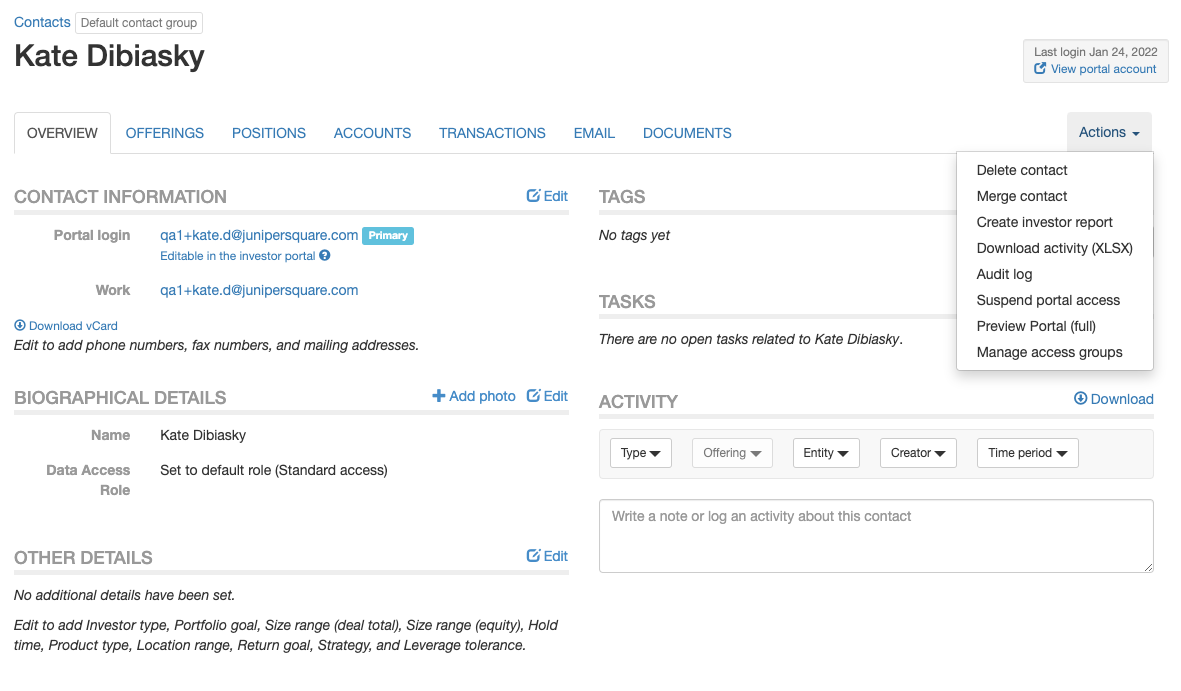 Contacts Default contact group
Kate Dibiasky
Last login Jan 24, 2022
View portal account
OVERVIEW OFFERINGS POSITIONS ACCOUNTS TRANSACTIONS EMAIL DOCUMENTS Actions
Delete contact
Merge contact
Create investor report
Download activity (XLSX)
Audit log
Suspend portal access
Preview Portal (full)
Manage access groups
CONTACT INFORMATION Edit
Portal login qa1+kate.d@junipersquare.com Primary
Editable in the investor portal ?
Work qa1+kate.d@junipersquare.com
Download vCard
Edit to add phone numbers, fax numbers, and mailing addresses.
BIOGRAPHICAL DETAILS Add photo Edit
Name Kate Dibiasky
Data Access Set to default role (Standard access)
Role
OTHER DETAILS Edit
No additional details have been set.
Edit to add Investor type, Portfolio goal, Size range (deal total), Size range (equity), Hold
time, Product type, Location range, Return goal, Strategy, and Leverage tolerance.
TAGS
No tags yet
TASKS
There are no open tasks related to Kate Dibiasky.
ACTIVITY Download
Type Offering Entity Creator Time period
Write a note or log an activity about this contact